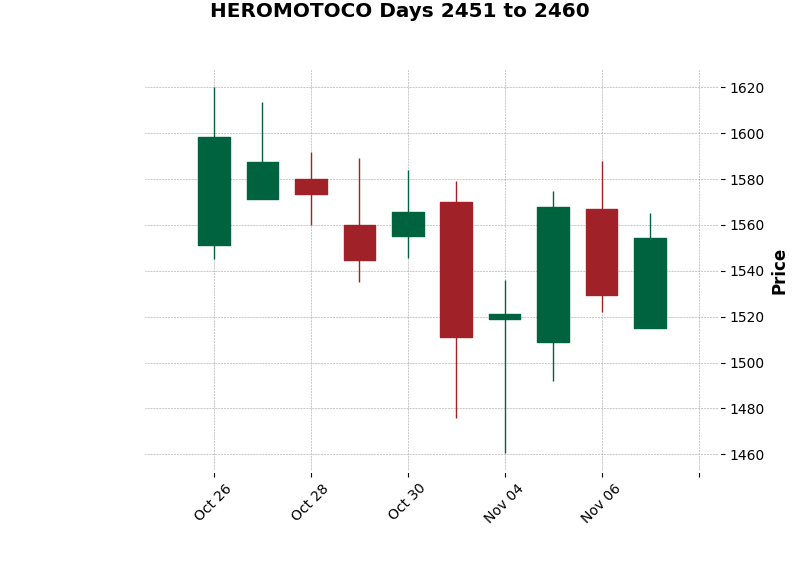 HEROMOTOCO Days 2451 to 2460
1620
1600
1580
1560
1540
1520
1500
1480
1460
Price
Oct 26
Oct 28
Oct 30
Nov 04
Nov 06